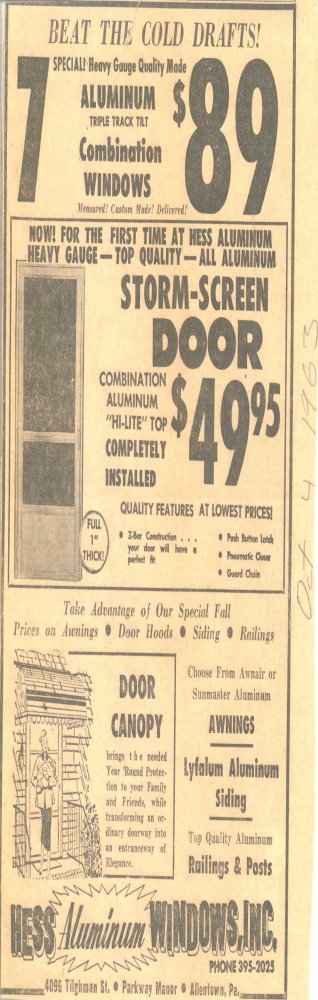 BEAT THE COLD DRAFTS!
7
SPECIAL! Heavy Gauge Quality Made
ALUMINUM
TRIPLE TRACK TILT
Combination
WINDOWS
Measured! Custom Made! Delivered!
$89
NOW! FOR THE FIRST TIME AT HESS ALUMINUM
HEAVY GAUGE — TOP QUALITY — ALL ALUMINUM
STORM-SCREEN
DOOR
COMBINATION
ALUMINUM
"HI-LITE" TOP
COMPLETELY
INSTALLED
$49 95
QUALITY FEATURES AT LOWEST PRICES!
FULL
1"
THICK!
• Z-Bar Construction . . .
your door will have a
perfect fit
• Push Button Latch
• Pneumatic Closer
• Guard Chain
Take Advantage of Our Special Fall
Prices on Awnings • Door Hoods • Siding • Railings
DOOR
CANOPY
brings the needed
Year 'Round Protec-
tion to your Family
and Friends, while
transforming an or-
dinary doorway into
an entranceway of
Elegance.
Choose From Awnair or
Sunmaster Aluminum
AWNINGS
Lyfalum Aluminum
Siding
Top Quality Aluminum
Railings & Posts
HESS Aluminum WINDOWS, INC.
PHONE 395-2025
4096 Tilghman St. • Parkway Manor • Allentown, Pa.
Oct 4 1963